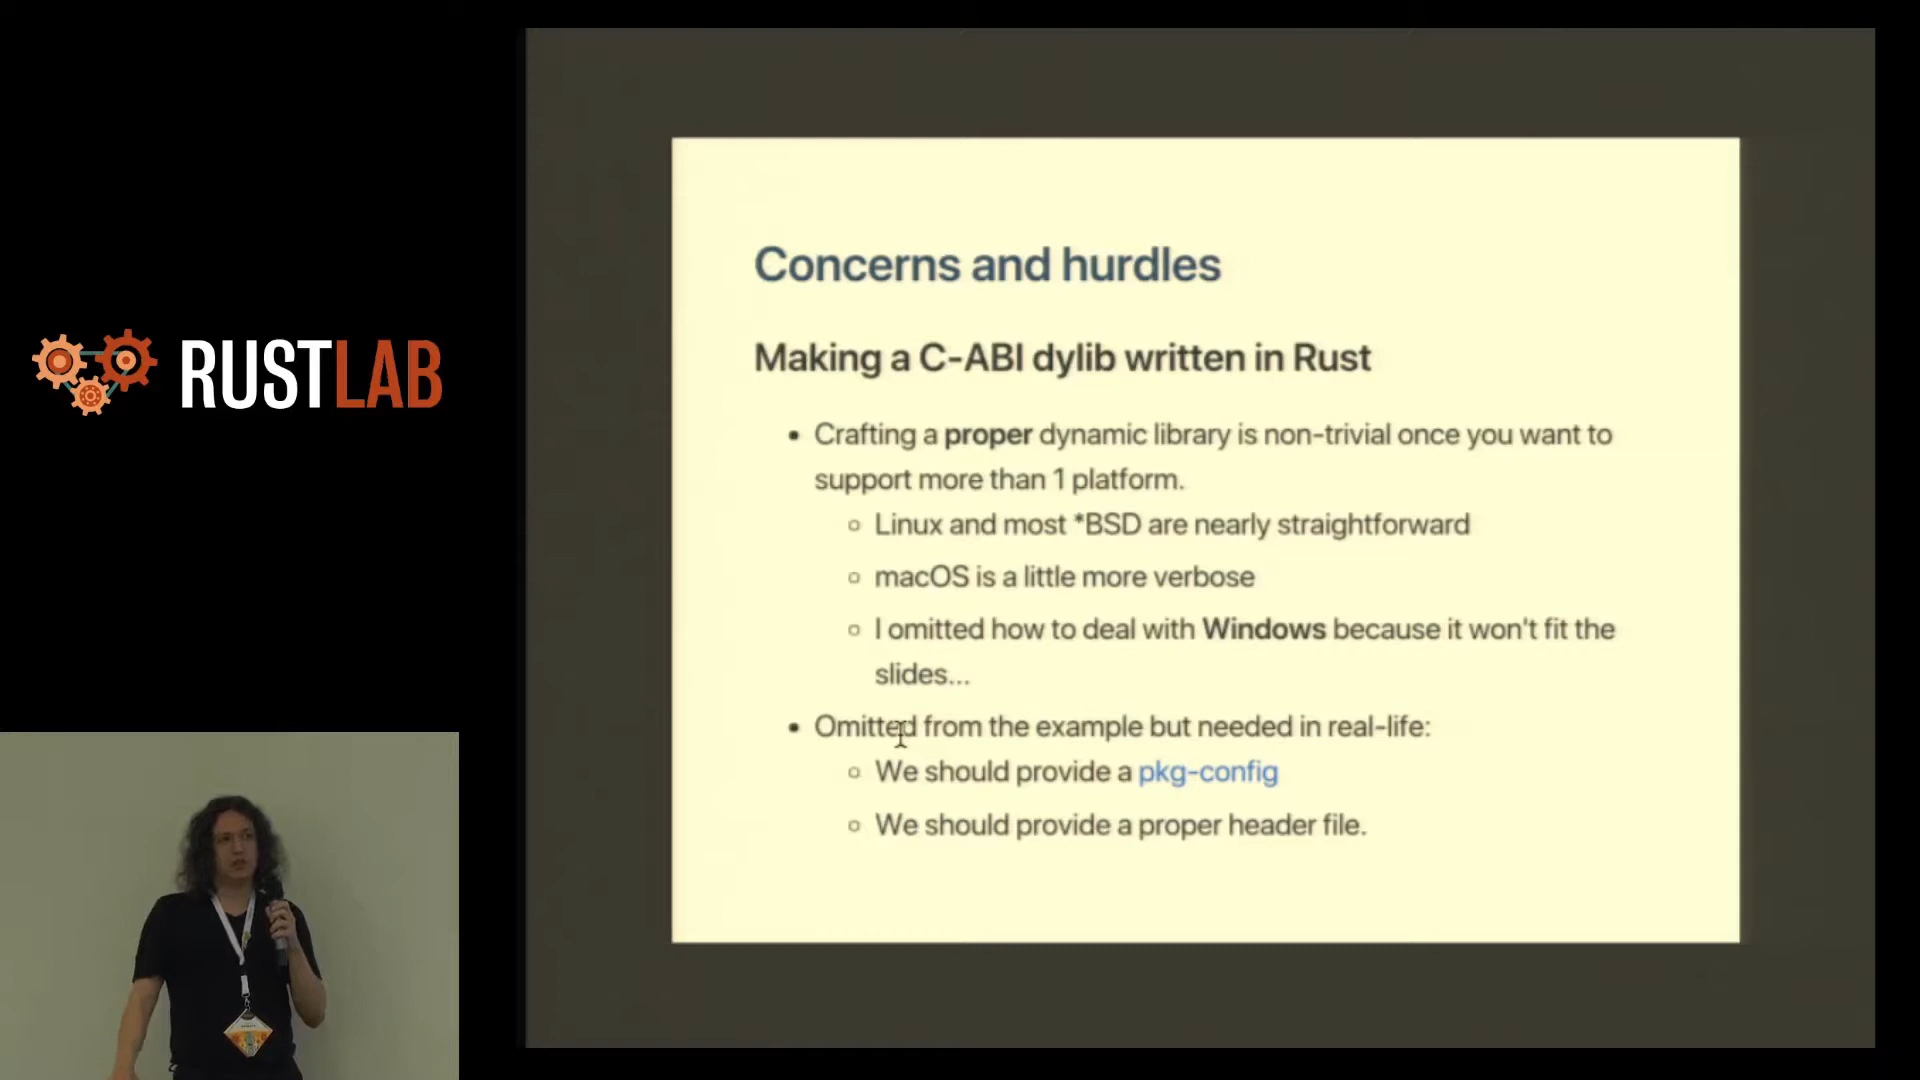 RUSTLAB
Concerns and hurdles
Making a C-ABI dylib written in Rust
• Crafting a proper dynamic library is non-trivial once you want to
support more than 1 platform.
◦ Linux and most *BSD are nearly straightforward
◦ macOS is a little more verbose
◦ I omitted how to deal with Windows because it won't fit the
slides...
• Omitted from the example but needed in real-life:
◦ We should provide a pkg-config
◦ We should provide a proper header file.